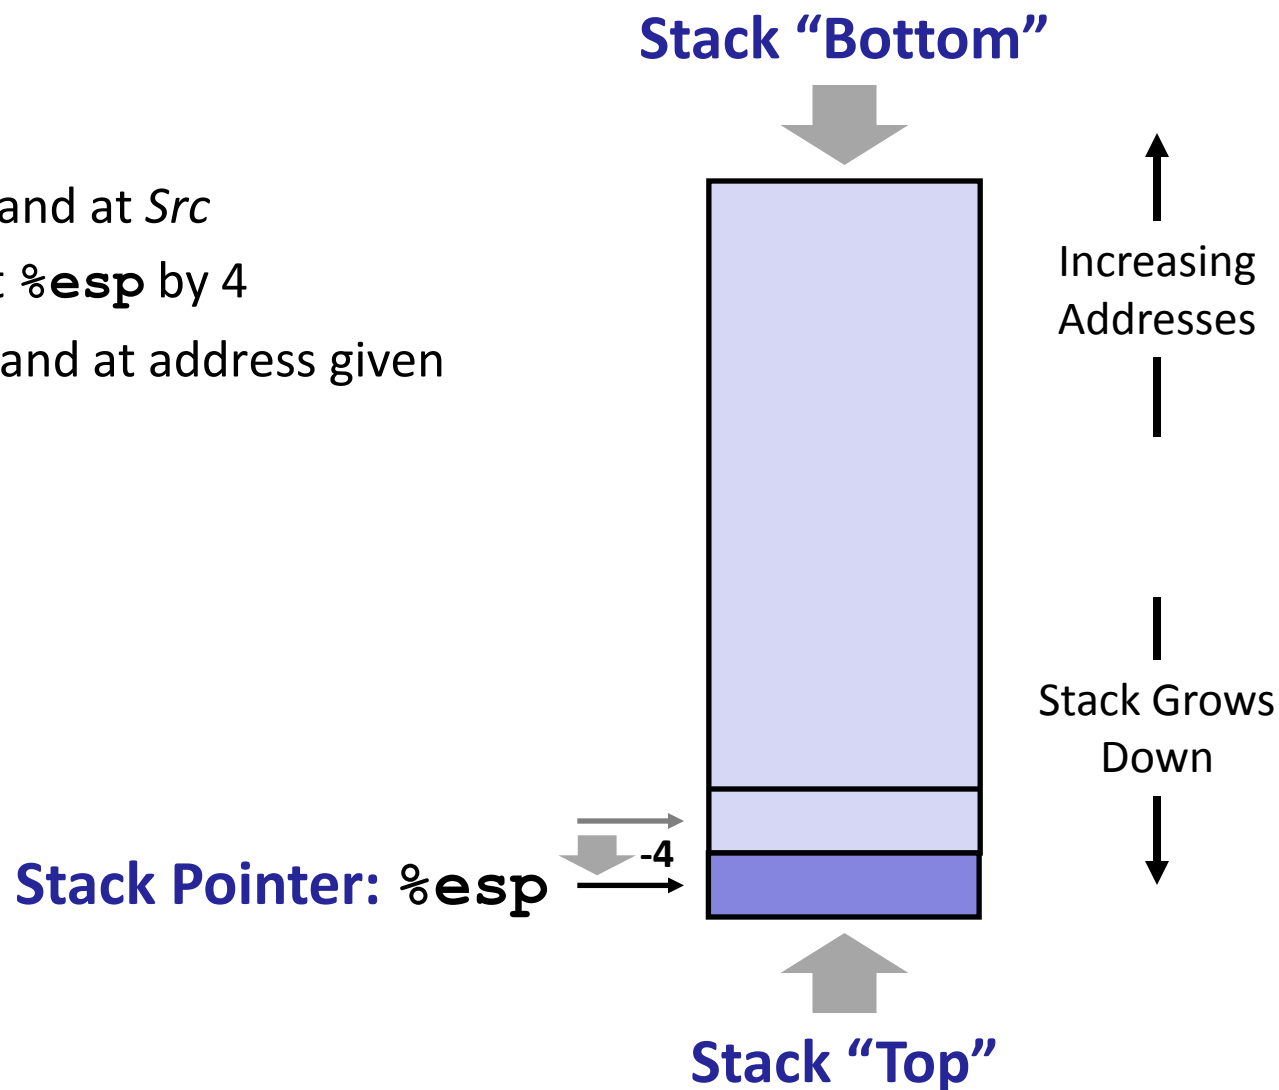 Stack “Bottom”
and at Src
%esp by 4
and at address given
Increasing
Addresses
Stack Grows
Down
-4
Stack Pointer: %esp
Stack “Top”